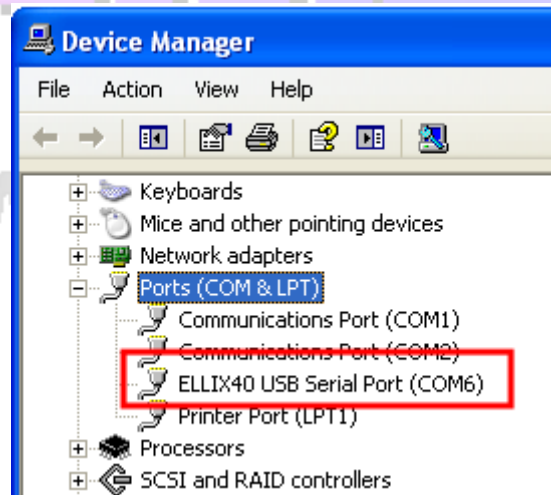 Device Manager
File Action View Help
Keyboards
Mice and other pointing devices
Network adapters
Ports (COM & LPT)
Communications Port (COM1)
Communications Port (COM2)
ELLIX40 USB Serial Port (COM6)
Printer Port (LPT1)
Processors
SCSI and RAID controllers